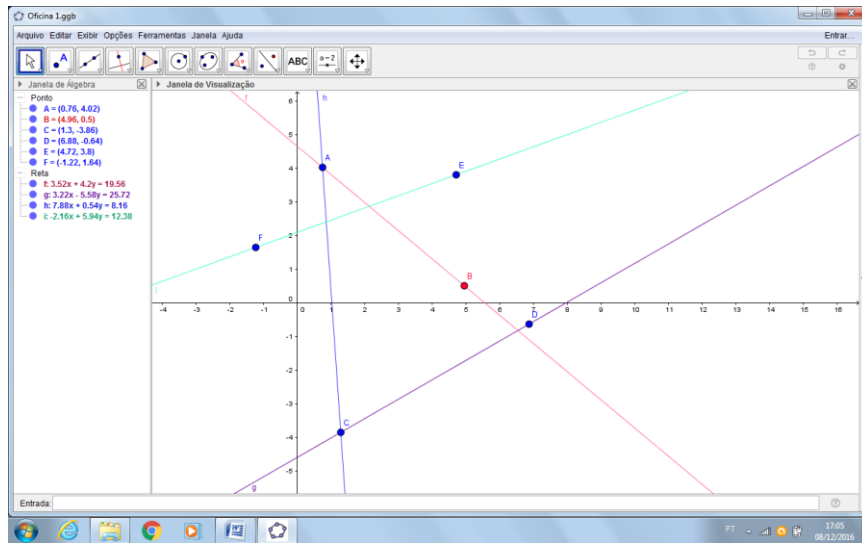 Oficina 1.ggb
Arquivo Editar Exibir Opções Ferramentas Janela Ajuda
Entrar...
A
ABC
a=2
Janela de Álgebra
Janela de Visualização
Ponto
A = (0.76, 4.02)
B = (4.96, 0.5)
C = (1.3, -3.86)
D = (6.88, -0.64)
E = (4.72, 3.8)
F = (-1.22, 1.64)
Reta
f: 3.52x + 4.2y = 19.56
g: 3.22x - 5.58y = 25.72
h: 7.88x + 0.54y = 8.16
i: -2.16x + 5.94y = 12.38
f
h
6
5
A
4
E
3
2
F
1
B
0
-4 -3 -2 -1 0 1 2 3 4 5 6 7 8 9 10 11 12 13 14 15 16
i
D
-1
-2
-3
C
-4
-5
g
Entrada:
PT
17:05
08/12/2016